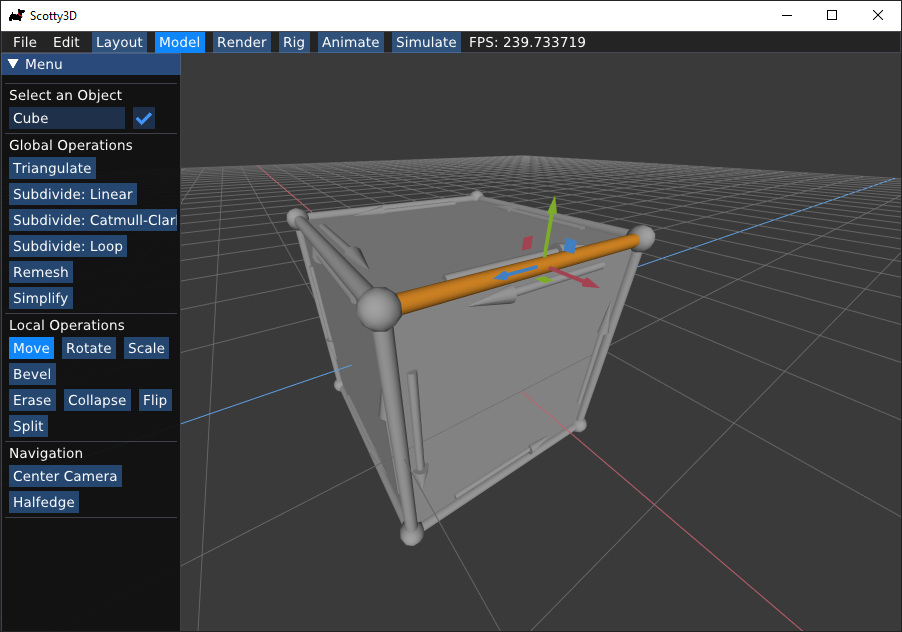 Scotty3D
File Edit Layout Model Render Rig Animate Simulate FPS: 239.733719
Menu
Select an Object
Cube
Global Operations
Triangulate
Subdivide: Linear
Subdivide: Catmull-Clar
Subdivide: Loop
Remesh
Simplify
Local Operations
Move Rotate Scale
Bevel
Erase Collapse Flip
Split
Navigation
Center Camera
Halfedge